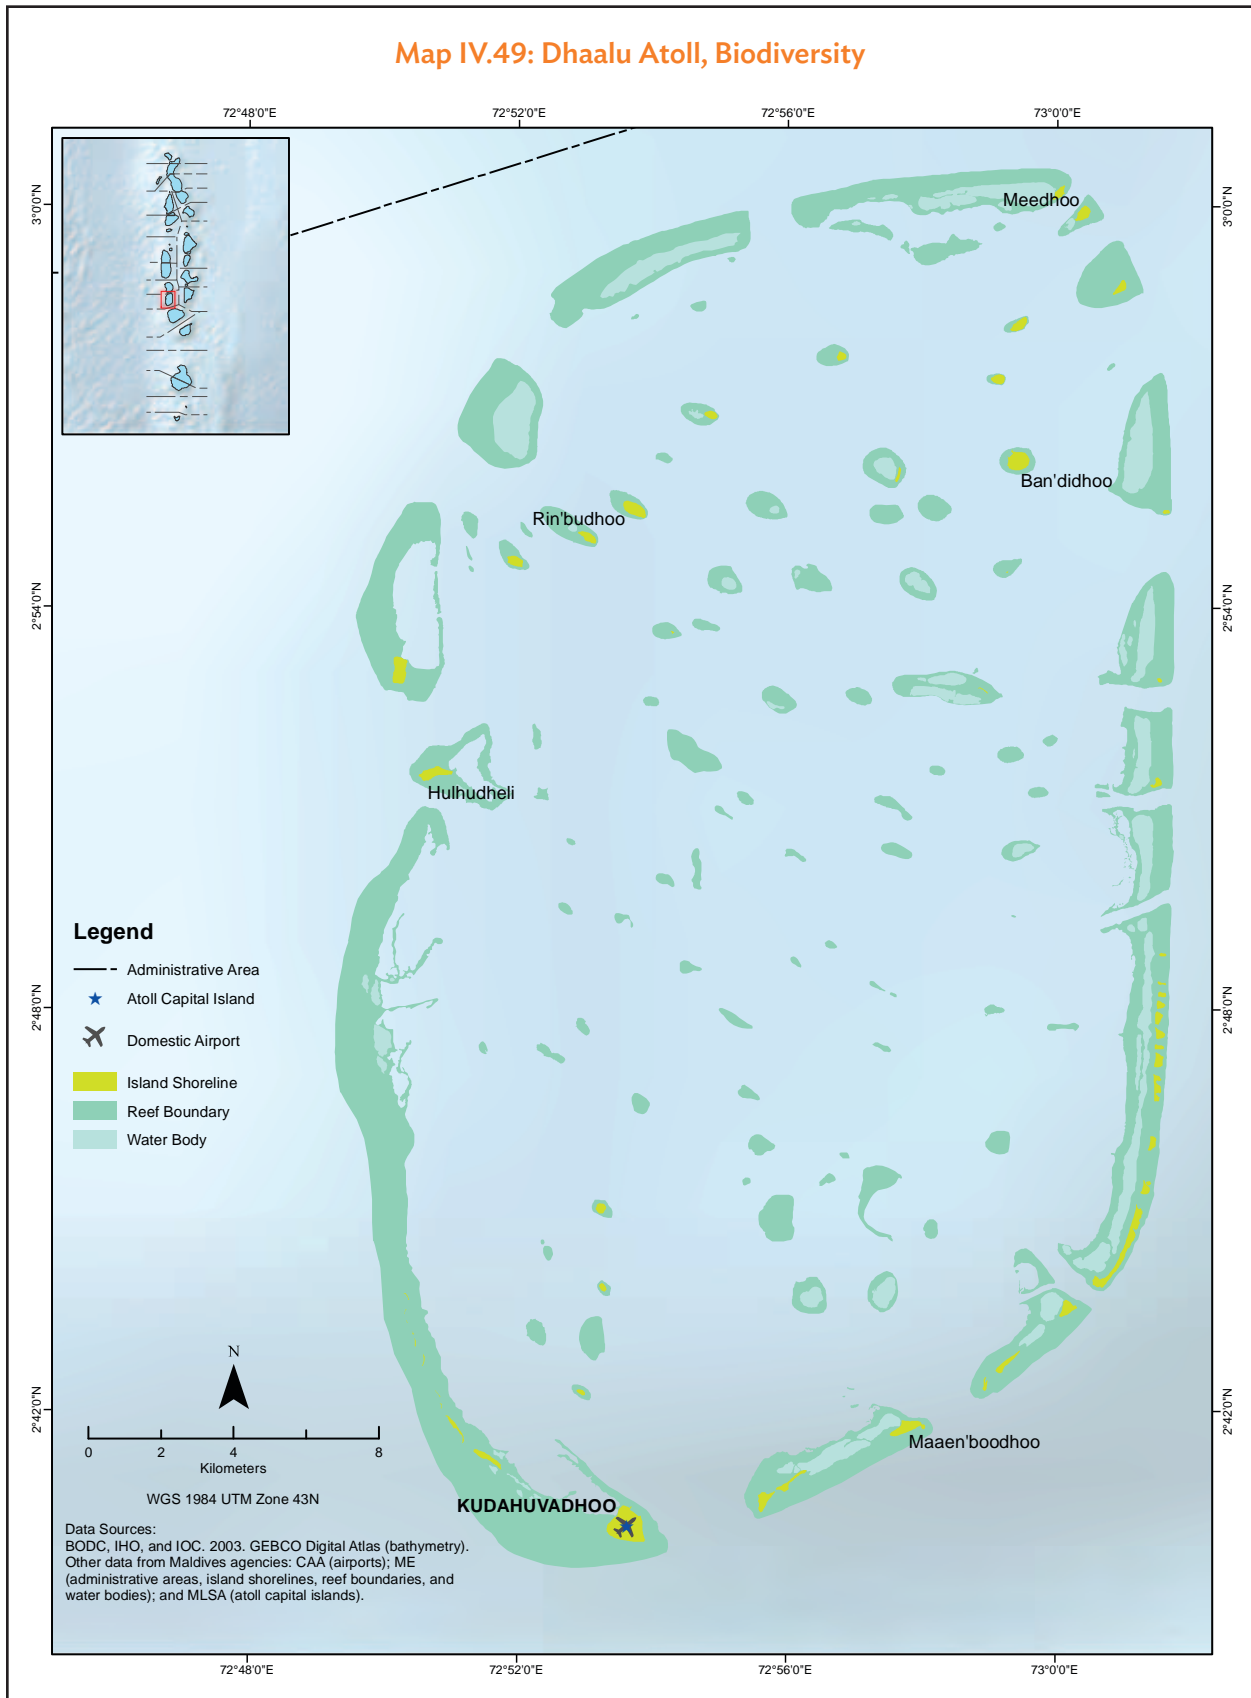 Map IV.49: Dhaalu Atoll, Biodiversity
72°48'0"E
72°52'0"E
72°56'0"E
73°0'0"E
3°0'0"N
3°0'0"N
Meedhoo
Ban'didhoo
Rin'budhoo
2°54'0"N
2°54'0"N
Hulhudheli
Legend
Administrative Area
Atoll Capital Island
Domestic Airport
Island Shoreline
Reef Boundary
Water Body
2°48'0"N
2°48'0"N
N
2°42'0"N
2°42'0"N
0 2 4 8
Kilometers
WGS 1984 UTM Zone 43N
Maaen'boodhoo
KUDAHUVADHOO
Data Sources:
BODC, IHO, and IOC. 2003. GEBCO Digital Atlas (bathymetry).
Other data from Maldives agencies: CAA (airports); ME
(administrative areas, island shorelines, reef boundaries, and
water bodies); and MLSA (atoll capital islands).
72°48'0"E
72°52'0"E
72°56'0"E
73°0'0"E